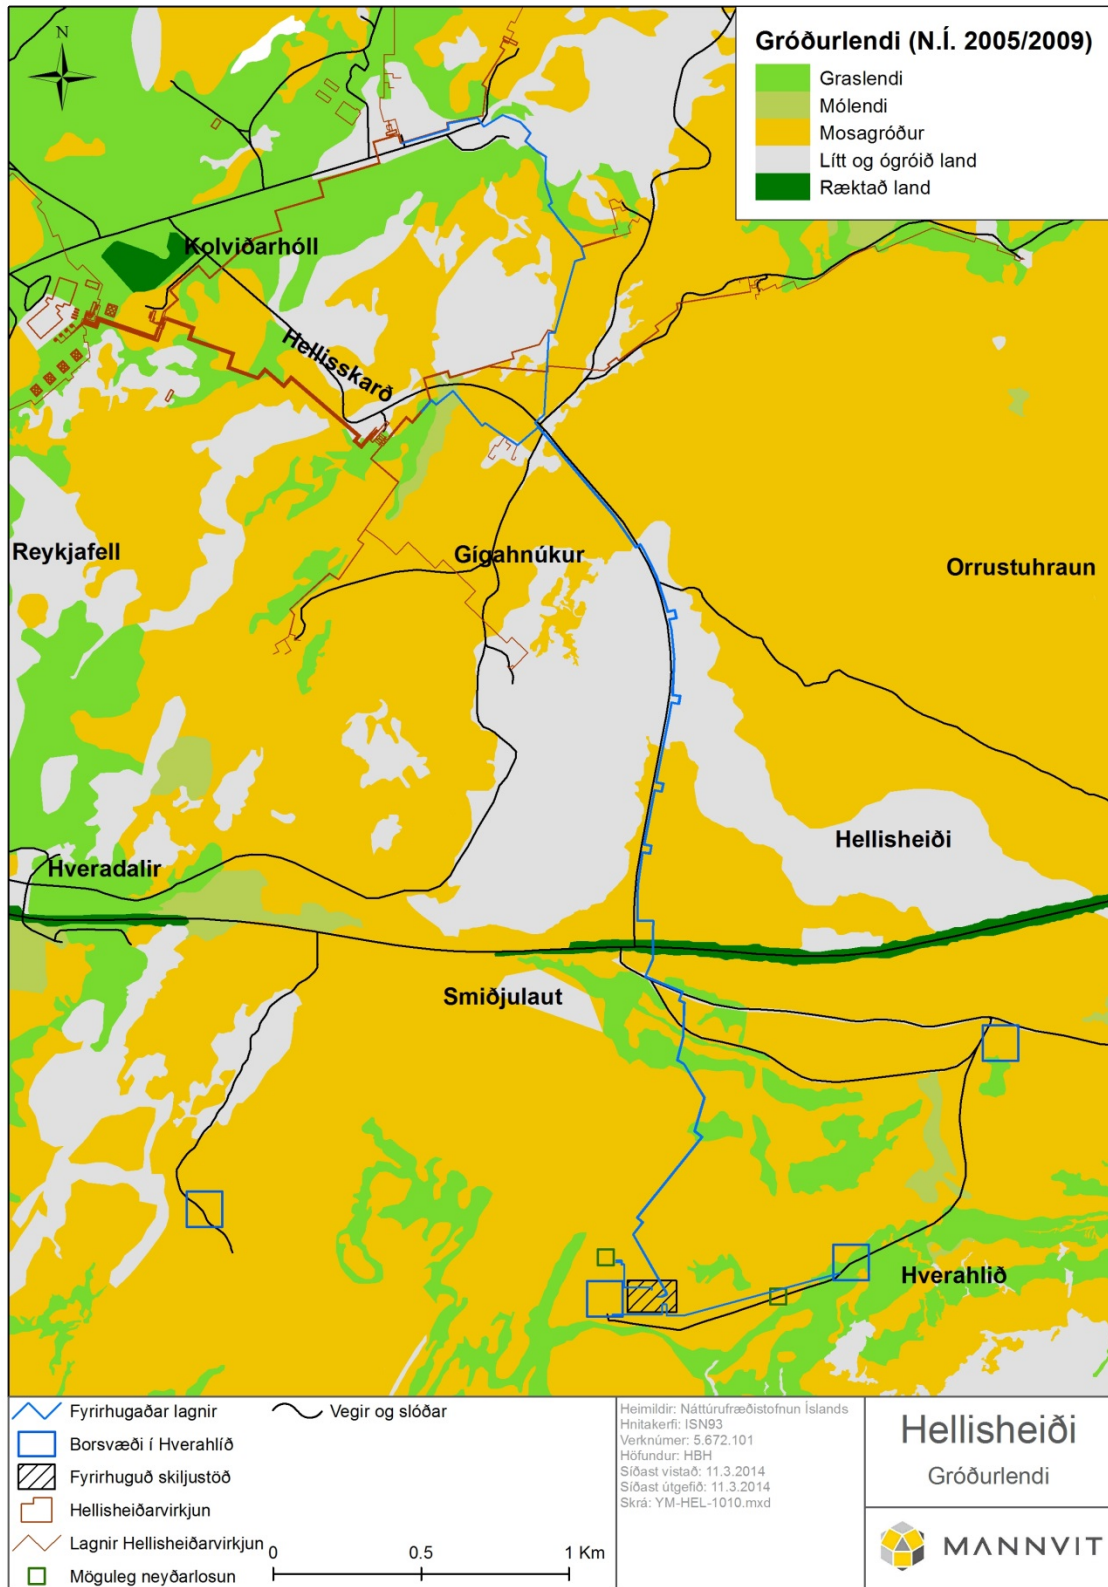 N
Gróðurlendi (N.Í. 2005/2009)
Graslendi
Mólendi
Mosagróður
Lítt og ógróið land
Ræktað land
Kolviðarhóll
Hellisskarð
Reykjafell
Gígahnúkur
Orrustuhraun
Hellisheiði
Hveradalir
Smiðjulaut
Hverahlið
Fyrirhugaðar lagnir
Vegir og slóðar
Borsvæði í Hverahlíð
Fyrirhuguð skiljustöð
Hellisheiðarvirkjun
Lagnir Hellisheiðarvirkjun
Möguleg neyðarlosun
0 0.5 1 Km
Heimildir: Náttúrufræðistofnun Íslands
Hnitakerfi: ISN93
Verknúmer: 5.672.101
Höfundur: HBH
Síðast vistað: 11.3.2014
Síðast útgefið: 11.3.2014
Skrá: YM-HEL-1010.mxd
Hellisheiði
Gróðurlendi
MANNVIT